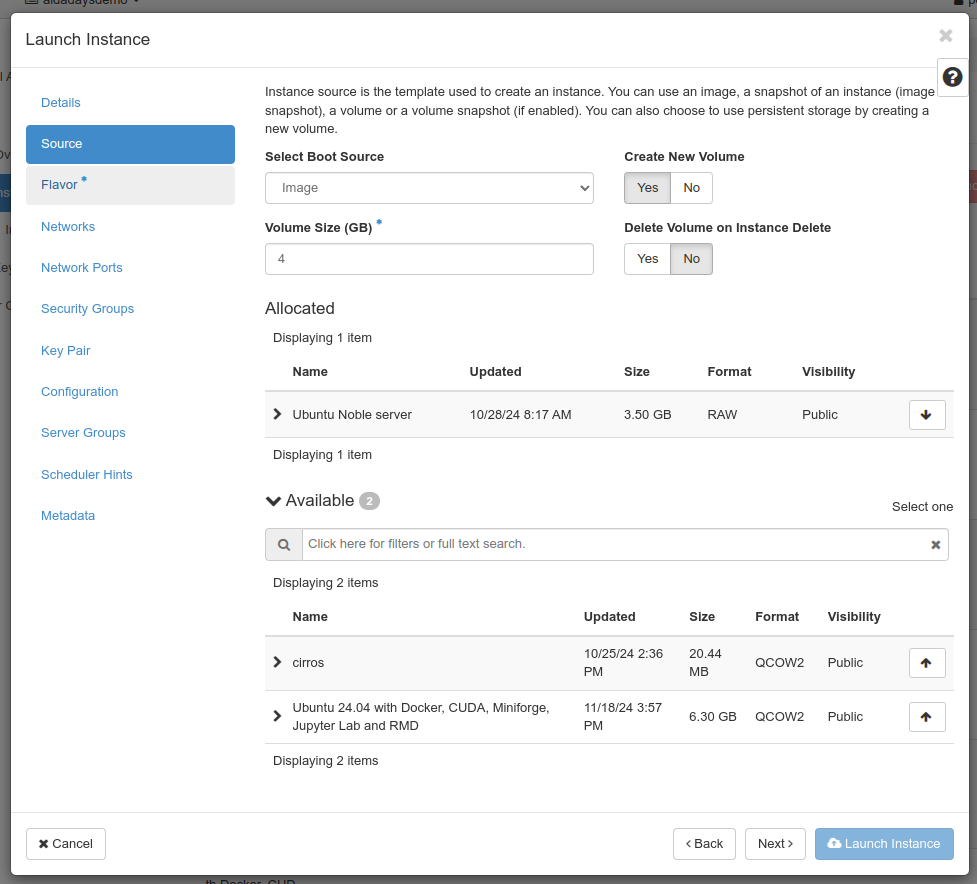 aidadaysdemo
Launch Instance
Details
Source
Flavor *
Networks
Network Ports
Security Groups
Key Pair
Configuration
Server Groups
Scheduler Hints
Metadata
Instance source is the template used to create an instance. You can use an image, a snapshot of an instance (image
snapshot), a volume or a volume snapshot (if enabled). You can also choose to use persistent storage by creating a
new volume.
Select Boot Source
Create New Volume
Image
Yes No
Volume Size (GB) *
Delete Volume on Instance Delete
4
Yes No
Allocated
Displaying 1 item
Name Updated Size Format Visibility
Ubuntu Noble server 10/28/24 8:17 AM 3.50 GB RAW Public
Displaying 1 item
Available 2
Select one
Click here for filters or full text search.
Displaying 2 items
Name Updated Size Format Visibility
cirros 10/25/24 2:36 PM 20.44 MB QCOW2 Public
Ubuntu 24.04 with Docker, CUDA, Miniforge, Jupyter Lab and RMD 11/18/24 3:57 PM 6.30 GB QCOW2 Public
Displaying 2 items
Cancel
Back
Next
Launch Instance